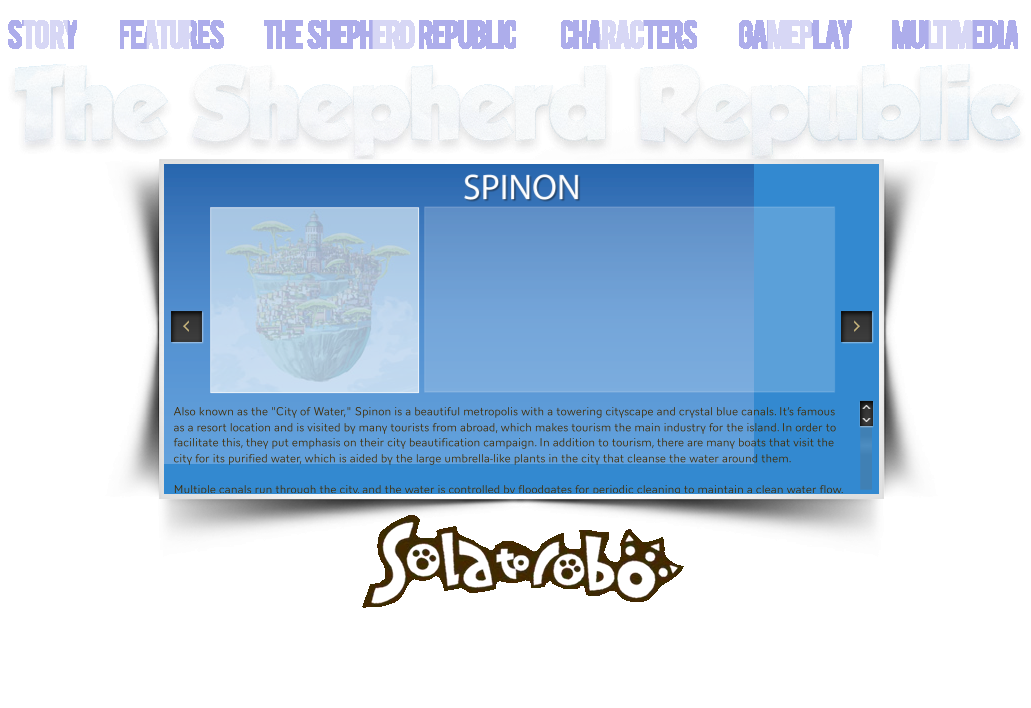 STORY FEATURES THE SHEPHERD REPUBLIC CHARACTERS GAMEPLAY MULTIMEDIA
The Shepherd Republic
SPINON
Also known as the "City of Water," Spinon is a beautiful metropolis with a towering cityscape and crystal blue canals. It's famous
as a resort location and is visited by many tourists from abroad, which makes tourism the main industry for the island. In order to
facilitate this, they put emphasis on their city beautification campaign. In addition to tourism, there are many boats that visit the
city for its purified water, which is aided by the large umbrella-like plants in the city that cleanse the water around them.
Multiple canals run through the city, and the water is controlled by floodgates for periodic cleaning to maintain a clean water flow.
Solatorobo